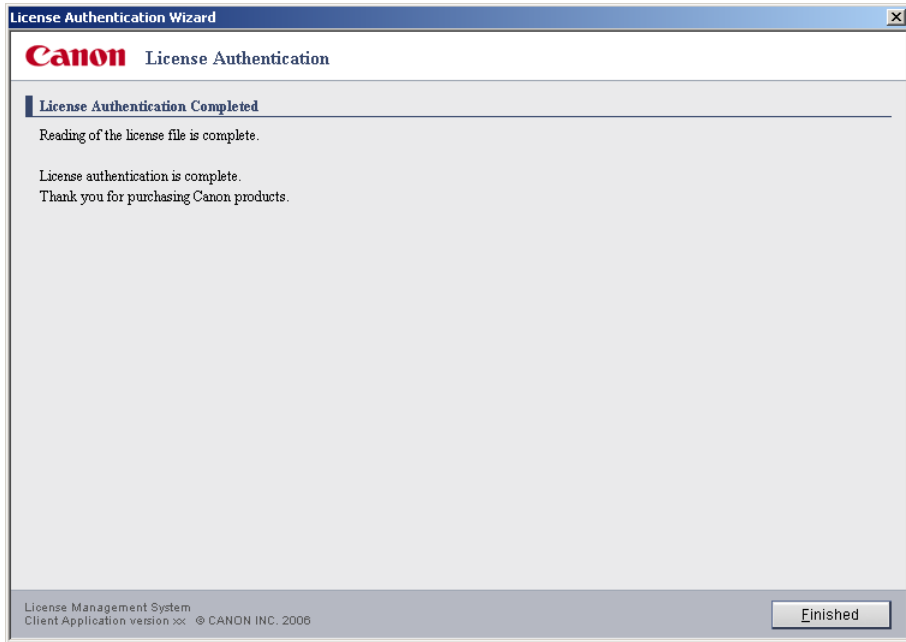 License Authentication Wizard
Canon License Authentication
License Authentication Completed
Reading of the license file is complete.
License authentication is complete.
Thank you for purchasing Canon products.
License Management System
Client Application version xx © CANON INC. 2006
Finished